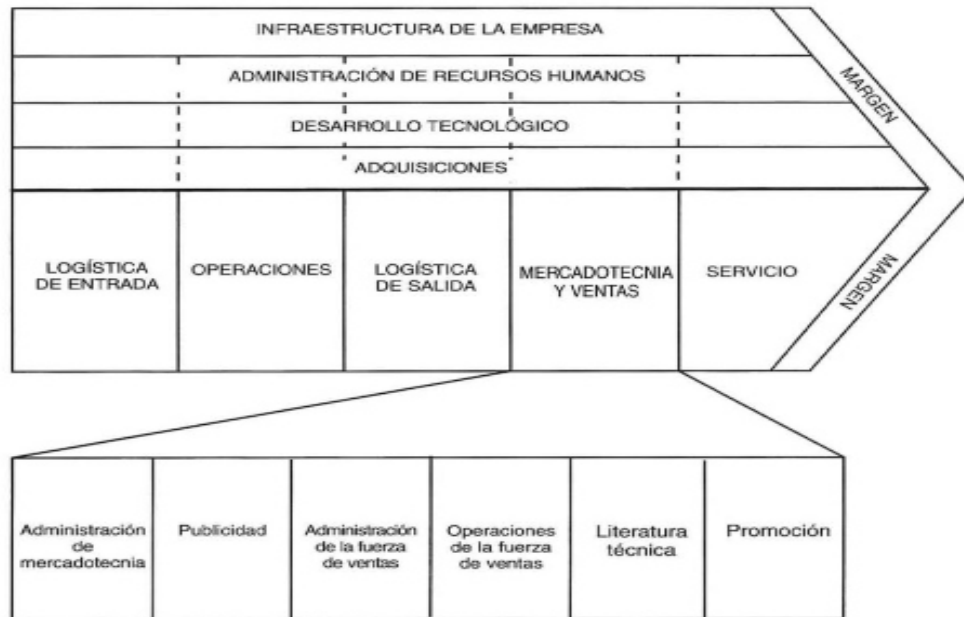 INFRAESTRUCTURA DE LA EMPRESA
ADMINISTRACIÓN DE RECURSOS HUMANOS
DESARROLLO TECNOLÓGICO
ADQUISICIONES
MARGEN
LOGÍSTICA
DE ENTRADA
OPERACIONES
LOGÍSTICA
DE SALIDA
MERCADOTECNIA
Y VENTAS
SERVICIO
MARGEN
Administración
de
mercadotecnia
Publicidad
Administración
de la fuerza
de ventas
Operaciones
de la fuerza
de ventas
Literatura
técnica
Promoción